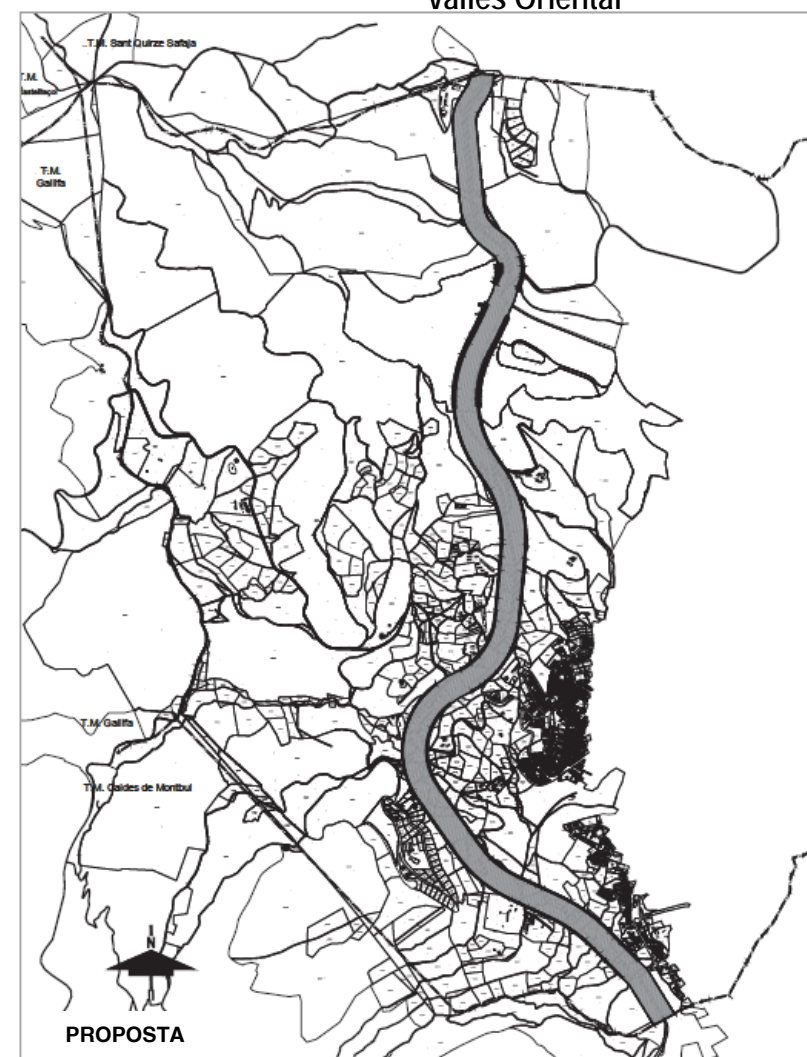 Vallès Oriental
T.M. Sant Quirze Safaja
T.M.
T.M.
Gallifa
T.M. Gallifa
T.M. Caldes de Montbui
N
PROPOSTA